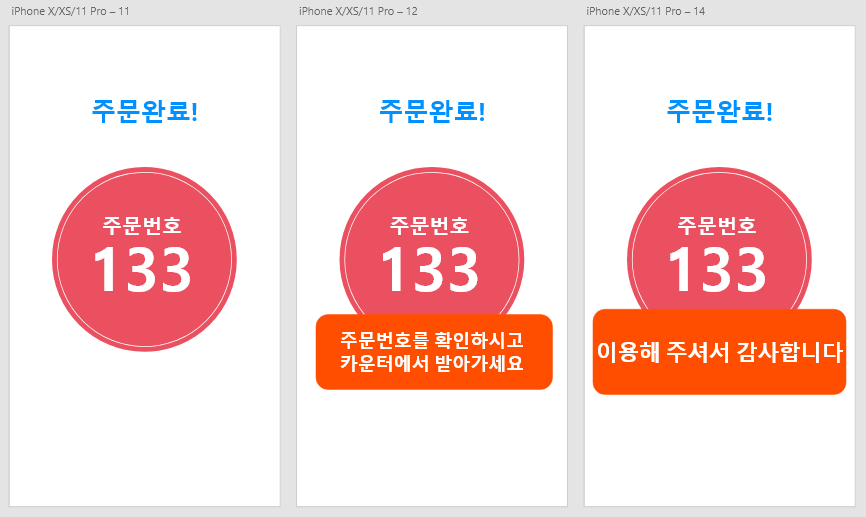 iPhone X/XS/11 Pro – 11
주문완료!
주문번호
133
iPhone X/XS/11 Pro – 12
주문완료!
주문번호
133
주문번호를 확인하시고
카운터에서 받아가세요
iPhone X/XS/11 Pro – 14
주문완료!
주문번호
133
이용해 주셔서 감사합니다